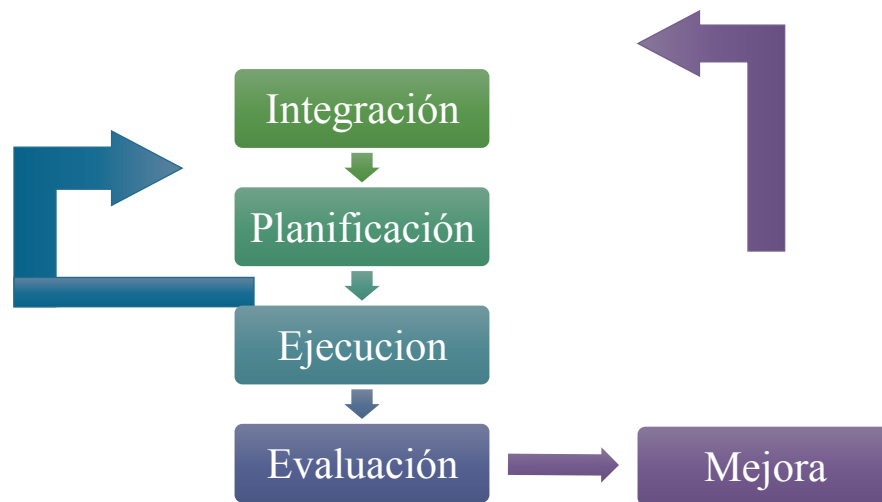 Integración
Planificación
Ejecucion
Evaluación
Mejora